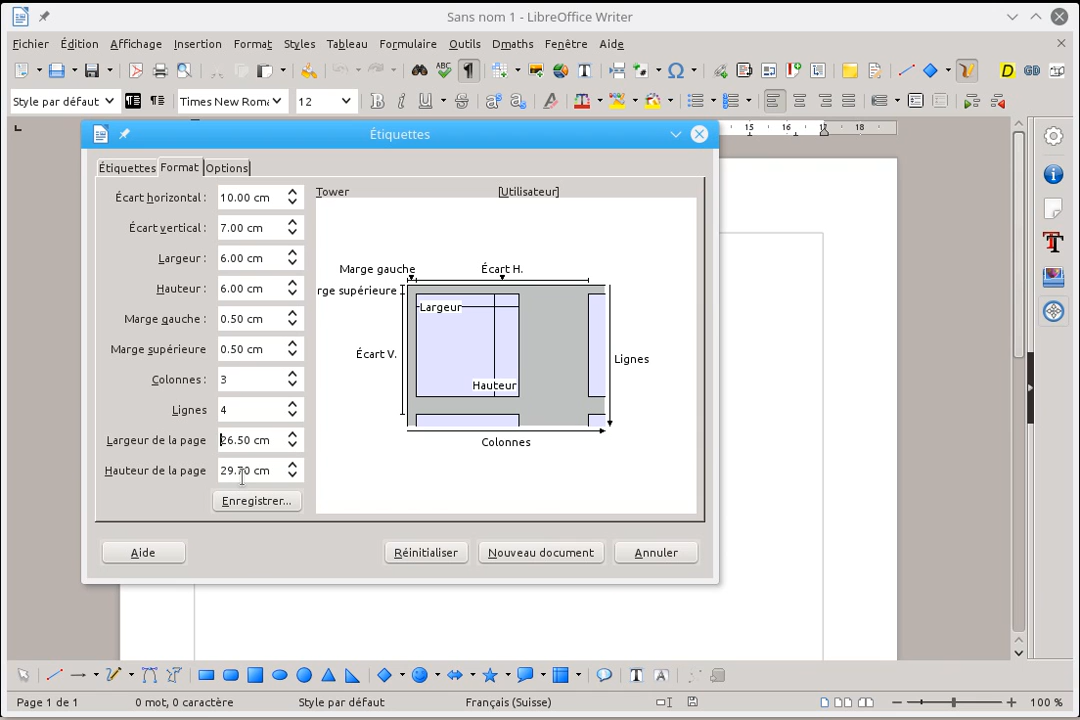 Sans nom 1 - LibreOffice Writer
Fichier Édition Affichage Insertion Format Styles Tableau Formulaire Outils Dmaths Fenêtre Aide
Style par défaut Times New Roma 12
15 16 17 18
Étiquettes
Étiquettes Format Options
Écart horizontal : 10.00 cm
Écart vertical : 7.00 cm
Largeur : 6.00 cm
Hauteur : 6.00 cm
Marge gauche : 0.50 cm
Marge supérieure 0.50 cm
Colonnes : 3
Lignes 4
Largeur de la page 26.50 cm
Hauteur de la page 29.70 cm
Enregistrer...
Tower [Utilisateur]
Marge gauche Écart H.
rge supérieure
Largeur
Écart V.
Lignes
Hauteur
Colonnes
Aide Réinitialiser Nouveau document Annuler
Page 1 de 1 0 mot, 0 caractère Style par défaut Français (Suisse) 100 %